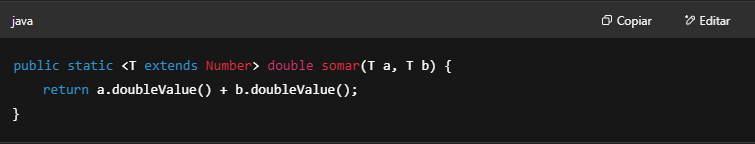 java Copiar Editar
public static <T extends Number> double somar(T a, T b) {
    return a.doubleValue() + b.doubleValue();
}